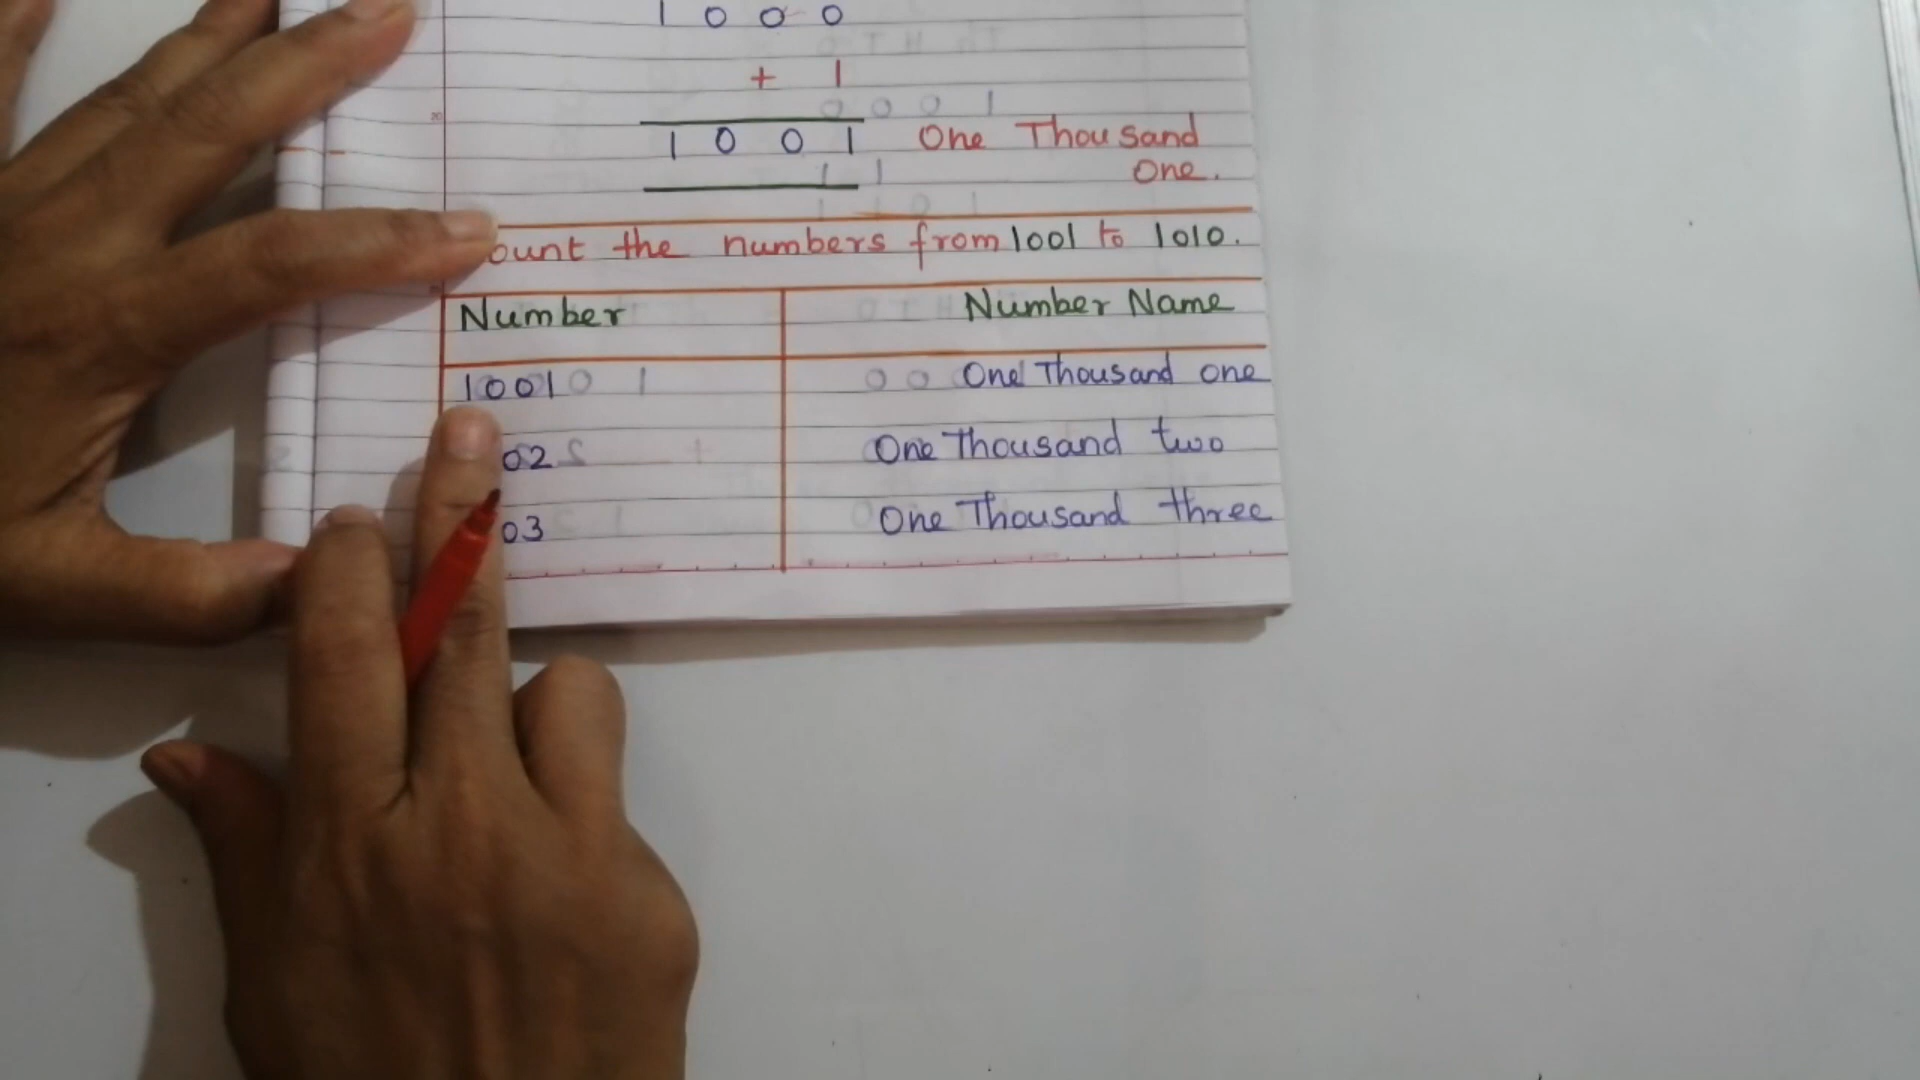 1 0 0 0
+ 1
1 0 0 1 One Thousand
One.
ount the numbers from 1001 to 1010.
Number Number Name
1001 One Thousand one
02 One Thousand two
03 One Thousand three